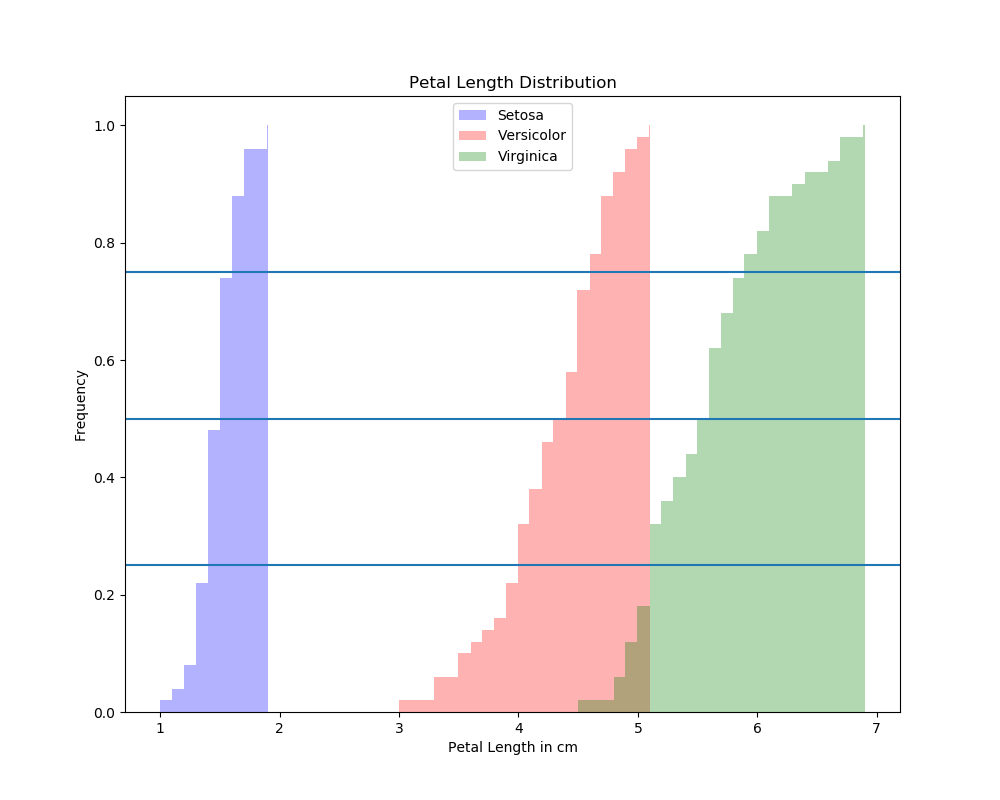 Petal Length Distribution
Setosa
Versicolor
Virginica
1.0
0.8
0.6
0.4
0.2
0.0
Frequency
1 2 3 4 5 6 7
Petal Length in cm